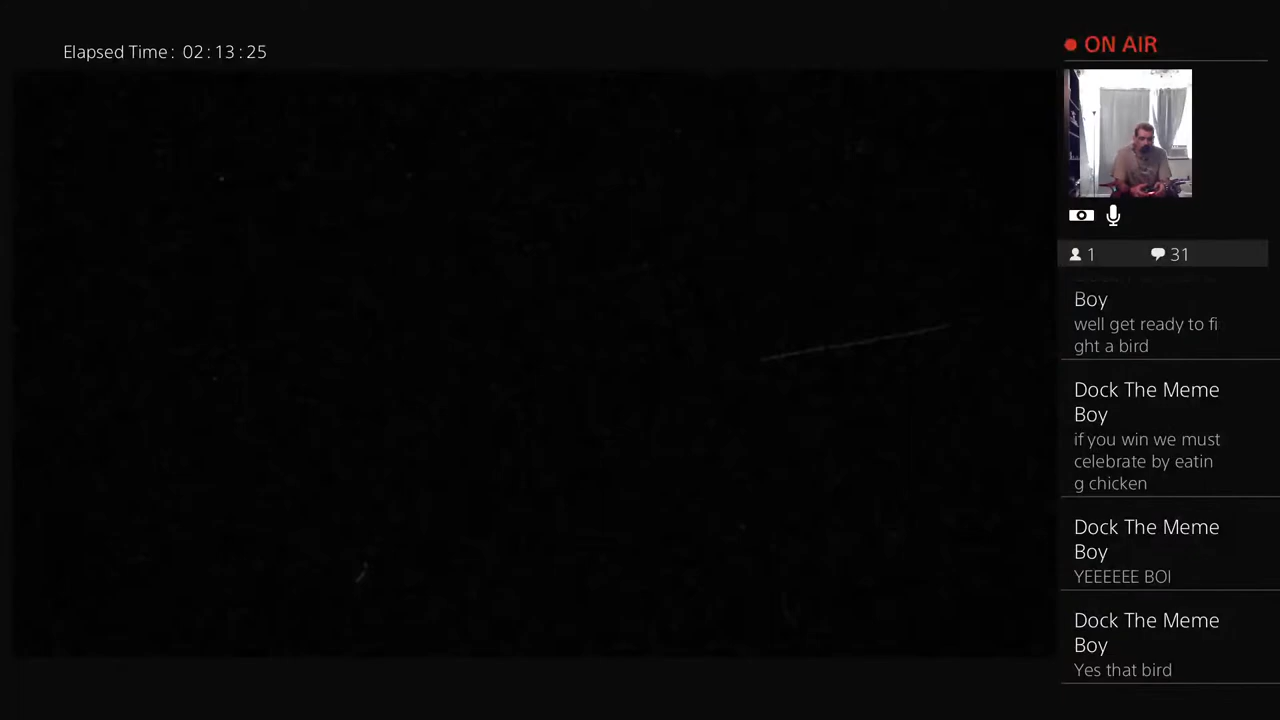 Elapsed Time: 02:13:25
ON AIR
1 31
Boy
well get ready to fi
ght a bird
Dock The Meme
Boy
if you win we must
celebrate by eatin
g chicken
Dock The Meme
Boy
YEEEEEE BOI
Dock The Meme
Boy
Yes that bird